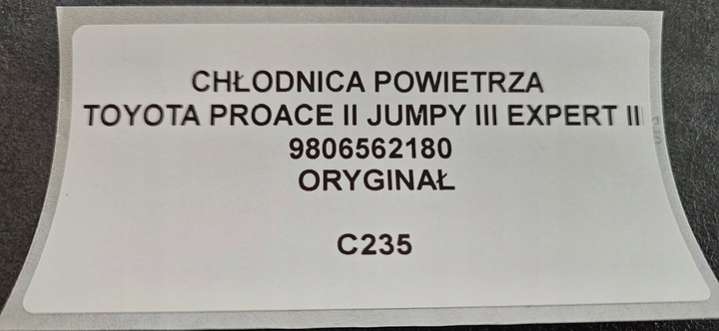 CHŁODNICA POWIETRZA
TOYOTA PROACE II JUMPY III EXPERT II
9806562180
ORYGINAŁ
C235